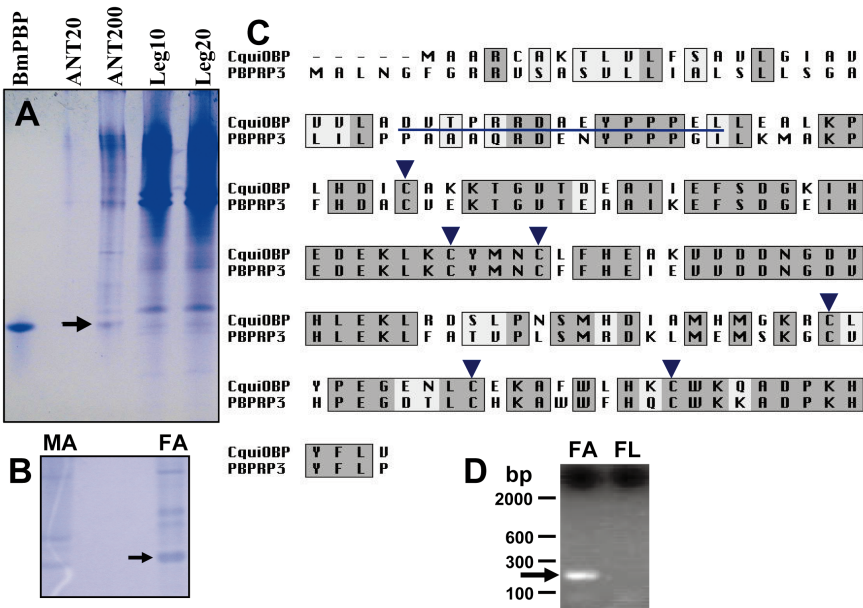 BmPBP
ANT20
ANT200
Leg10
Leg20
A
C
CquiOBP - - - - - M A A R C A K T L V L F S A V L G I A V
PBPRP3 M A L N G F G R R V S A S V L L I A L S L L S G A
CquiOBP V V L A D V T P R R D A E Y P P P E L L E A L K P
PBPRP3 L I L P P A A A Q R D E N Y P P P G I L K M A K P
CquiOBP L H D I C A K K T G V T D E A I I E F S D G K I H
PBPRP3 F H D A C V E K T G V T E A A I K E F S D G E I H
CquiOBP E D E K L K C Y M N C L F H E A K V V D D N G D V
PBPRP3 E D E K L K C Y M N C F F H E I E V V D D N G D V
CquiOBP H L E K L R D S L P N S M H D I A M H M G K R C L
PBPRP3 H L E K L F A T V P L S M R D K L M E M S K G C V
CquiOBP Y P E G E N L C E K A F W L H K C W K Q A D P K H
PBPRP3 H P E G D T L C H K A W W F H Q C W K K A D P K H
CquiOBP Y F L V
PBPRP3 Y F L P
B
MA FA
D
bp FA FL
2000
600
300
100